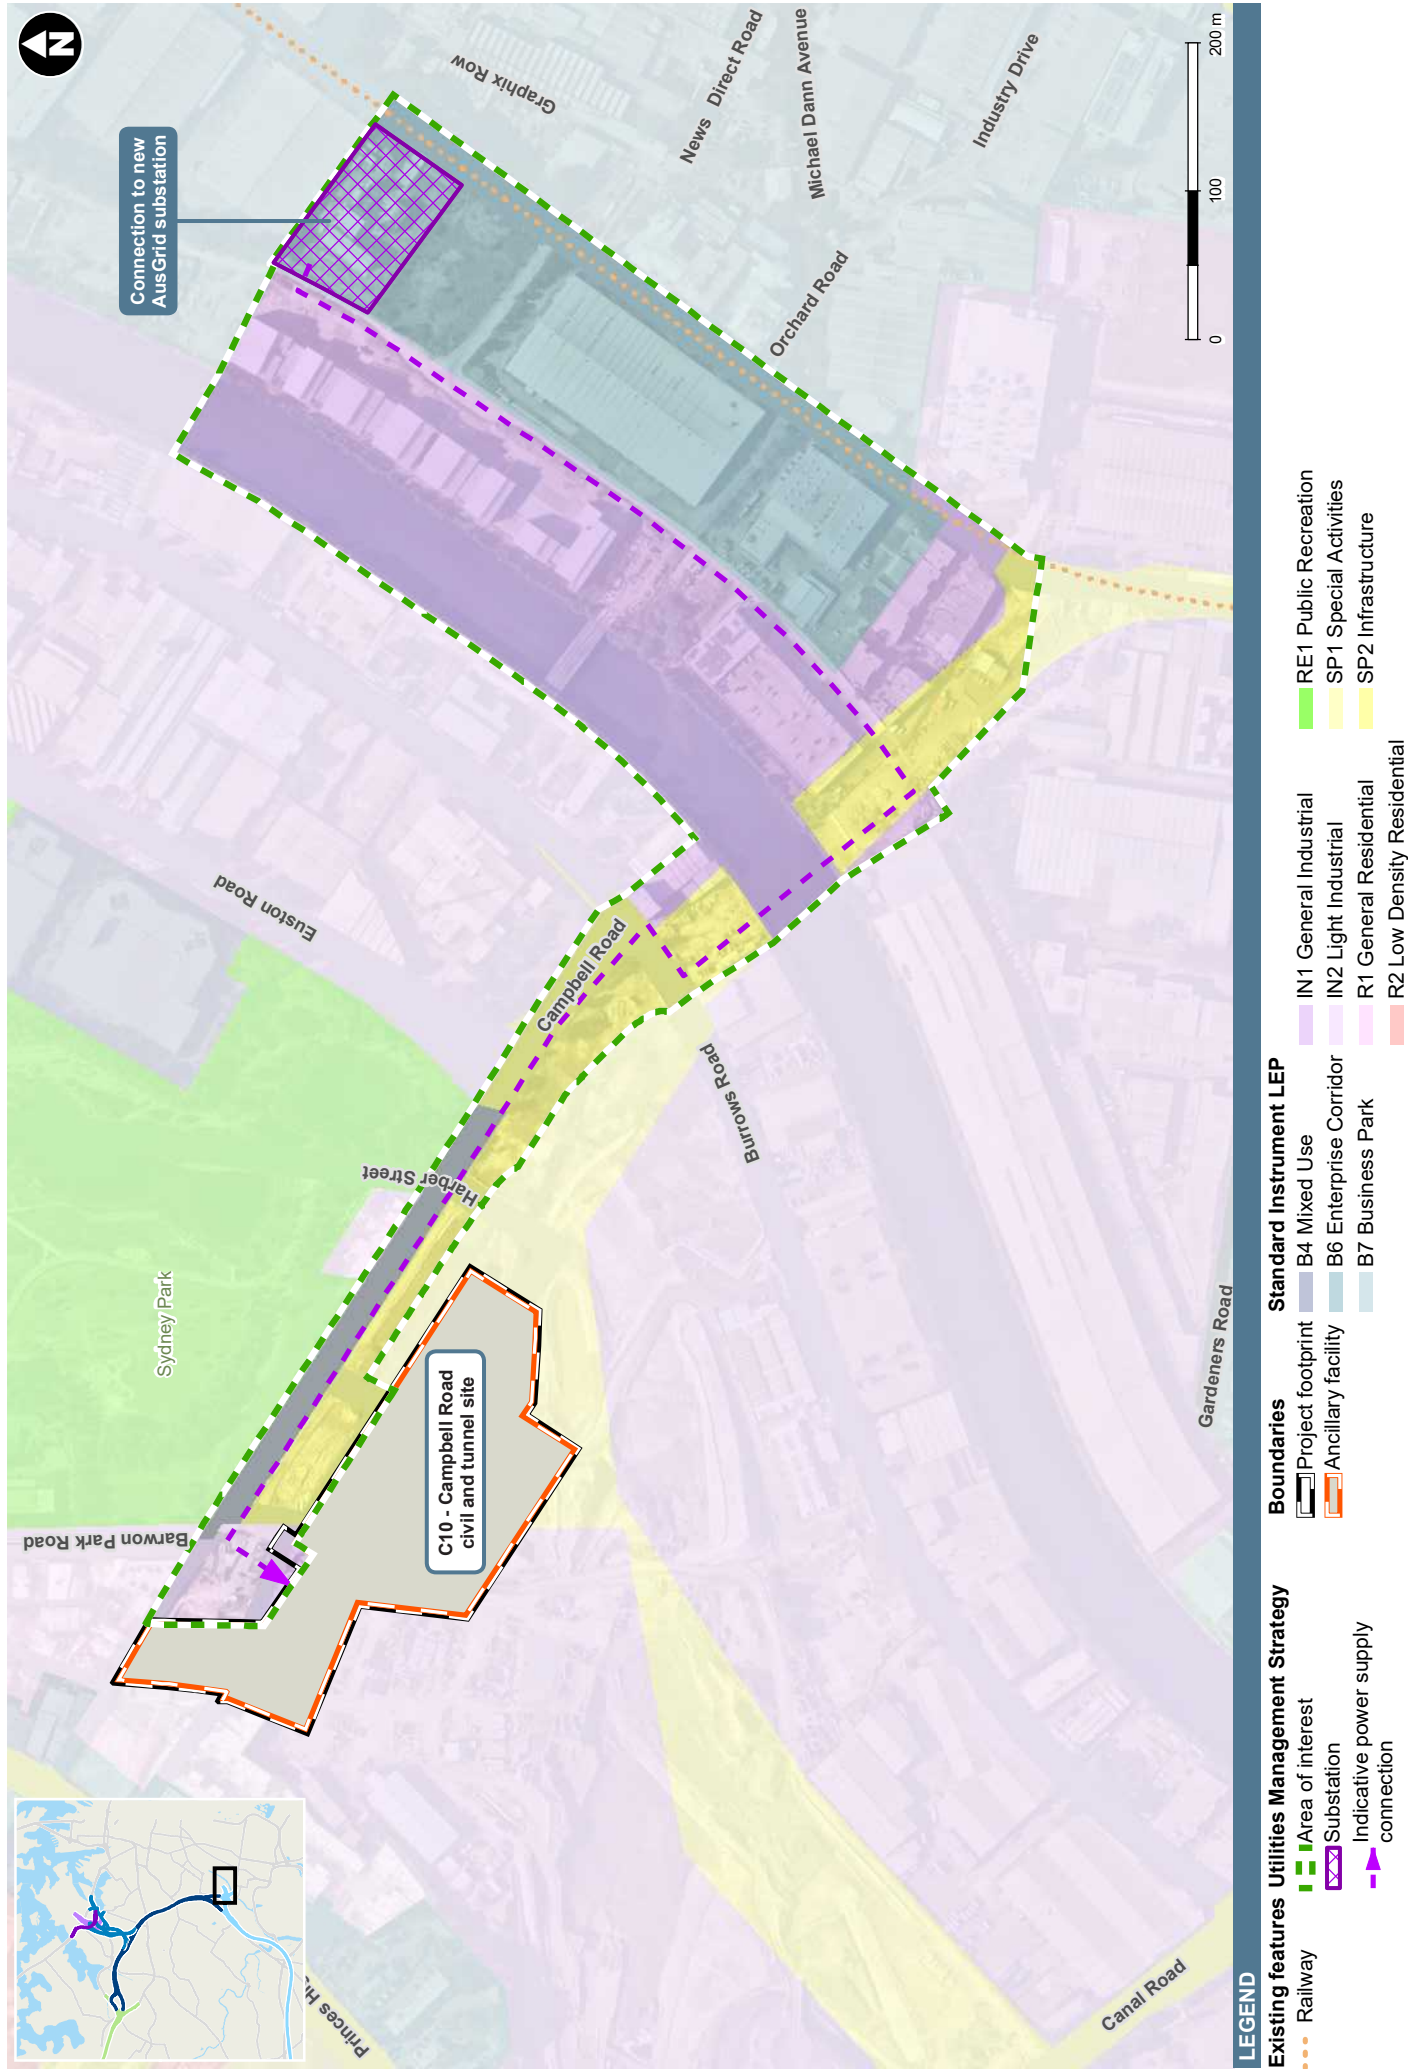 N
Connection to new
AusGrid substation
Graphix Row
News Direct Road
Michael Dann Avenue
Industry Drive
Orchard Road
Euston Road
Campbell Road
Burrows Road
Harber Street
Sydney Park
Barwon Park Road
C10 - Campbell Road
civil and tunnel site
Gardeners Road
Canal Road
Princes H
0
100
200 m
LEGEND
Existing features
Railway
Utilities Management Strategy
Area of interest
Substation
Indicative power supply
connection
Boundaries
Project footprint
Ancillary facility
Standard Instrument LEP
B4 Mixed Use
B6 Enterprise Corridor
B7 Business Park
IN1 General Industrial
IN2 Light Industrial
R1 General Residential
R2 Low Density Residential
RE1 Public Recreation
SP1 Special Activities
SP2 Infrastructure